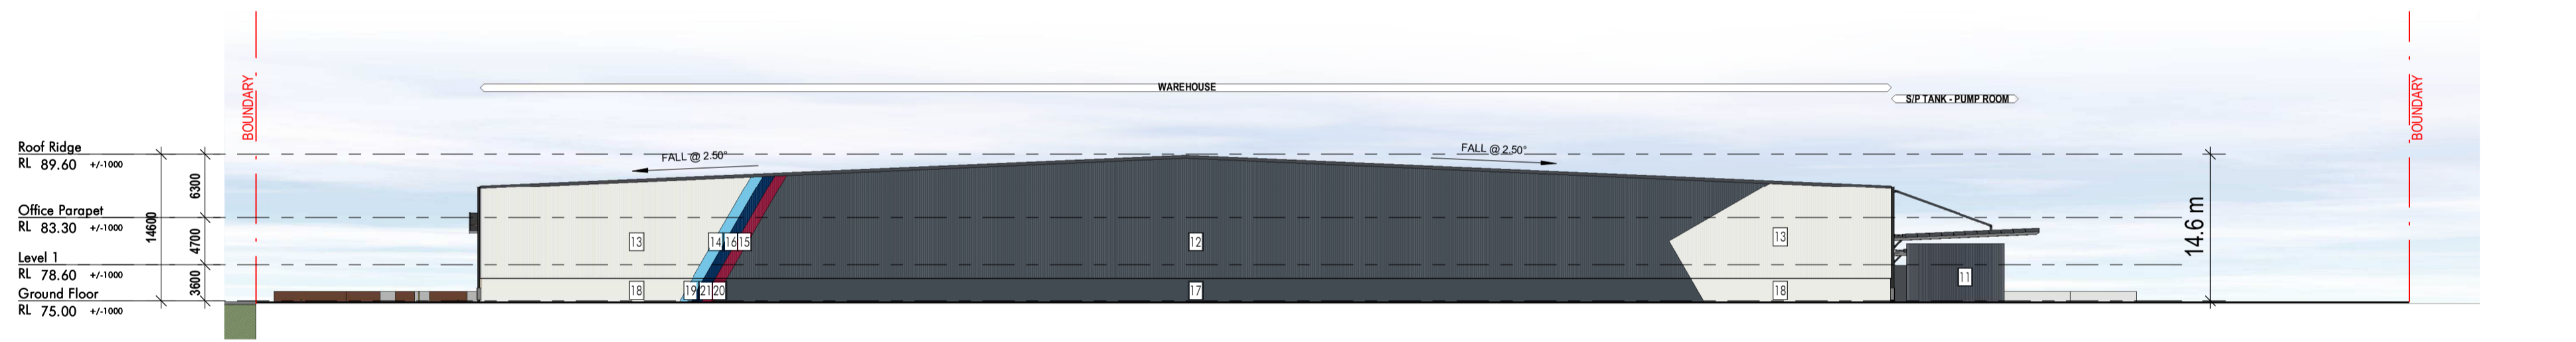 BOUNDARY
WAREHOUSE
S/P TANK - PUMP ROOM
BOUNDARY
Roof Ridge
RL 89.60 +/-1000
FALL @ 2.50°
FALL @ 2.50°
6300
Office Parapet
RL 83.30 +/-1000
14600
4700
14.6 m
13
14 16 15
12
13
Level 1
RL 78.60 +/-1000
3600
11
Ground Floor
RL 75.00 +/-1000
18
19 21 20
17
18